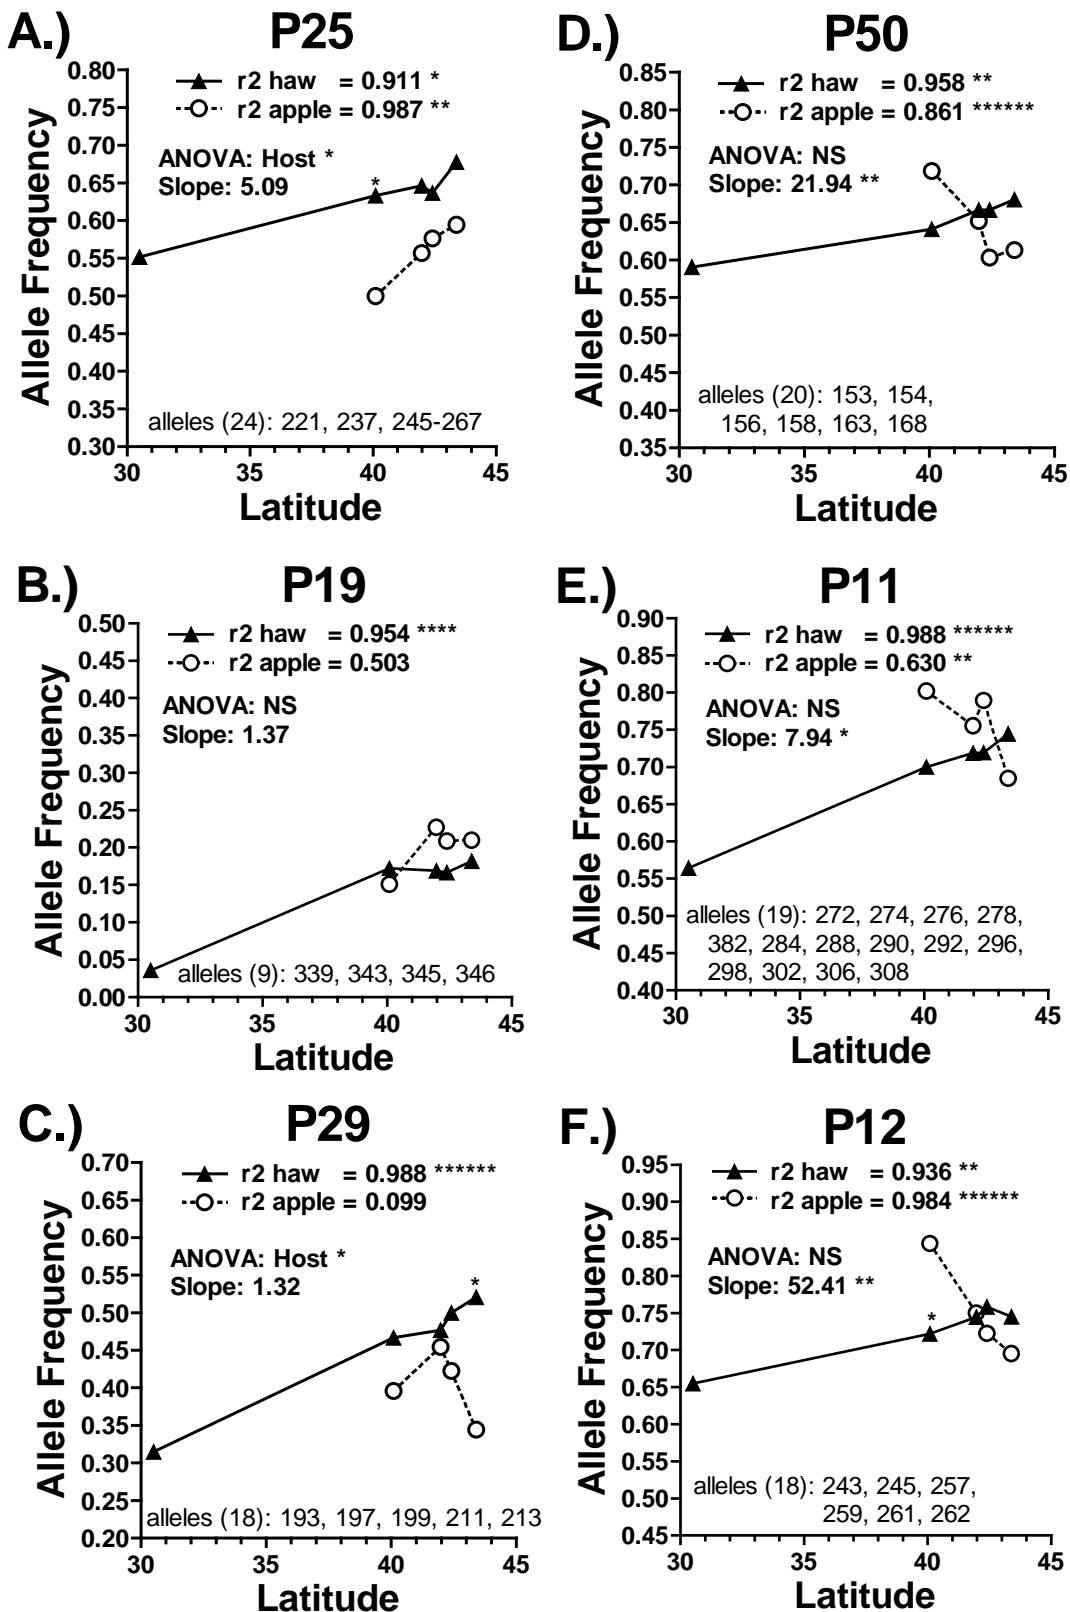 A.)
P25
Allele Frequency
0.80
0.75
0.70
0.65
0.60
0.55
0.50
0.45
0.40
0.35
0.30
r2 haw = 0.911 *
r2 apple = 0.987 **
ANOVA: Host *
Slope: 5.09
*
alleles (24): 221, 237, 245-267
30 35 40 45
Latitude
B.)
P19
Allele Frequency
0.50
0.45
0.40
0.35
0.30
0.25
0.20
0.15
0.10
0.05
0.00
r2 haw = 0.954 ****
r2 apple = 0.503
ANOVA: NS
Slope: 1.37
alleles (9): 339, 343, 345, 346
30 35 40 45
Latitude
C.)
P29
Allele Frequency
0.70
0.65
0.60
0.55
0.50
0.45
0.40
0.35
0.30
0.25
0.20
r2 haw = 0.988 ******
r2 apple = 0.099
ANOVA: Host *
Slope: 1.32
*
alleles (18): 193, 197, 199, 211, 213
30 35 40 45
Latitude
D.)
P50
Allele Frequency
0.85
0.80
0.75
0.70
0.65
0.60
0.55
0.50
0.45
0.40
0.35
r2 haw = 0.958 **
r2 apple = 0.861 ******
ANOVA: NS
Slope: 21.94 **
alleles (20): 153, 154,
156, 158, 163, 168
30 35 40 45
Latitude
E.)
P11
Allele Frequency
0.90
0.85
0.80
0.75
0.70
0.65
0.60
0.55
0.50
0.45
0.40
r2 haw = 0.988 ******
r2 apple = 0.630 **
ANOVA: NS
Slope: 7.94 *
alleles (19): 272, 274, 276, 278,
382, 284, 288, 290, 292, 296,
298, 302, 306, 308
30 35 40 45
Latitude
F.)
P12
Allele Frequency
0.95
0.90
0.85
0.80
0.75
0.70
0.65
0.60
0.55
0.50
0.45
r2 haw = 0.936 **
r2 apple = 0.984 ******
ANOVA: NS
Slope: 52.41 **
*
alleles (18): 243, 245, 257,
259, 261, 262
30 35 40 45
Latitude